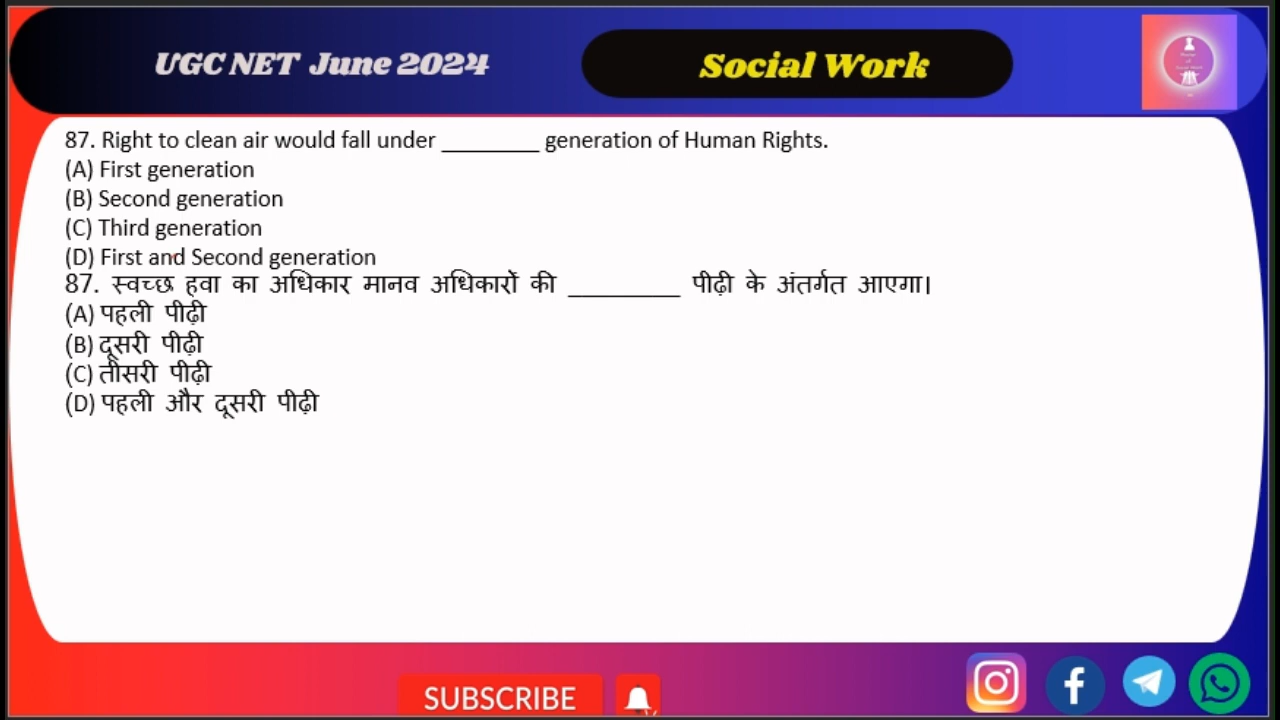 UGC NET June 2024
Social Work
87. Right to clean air would fall under ________ generation of Human Rights.
(A) First generation
(B) Second generation
(C) Third generation
(D) First and Second generation
87. स्वच्छ हवा का अधिकार मानव अधिकारों की ________ पीढ़ी के अंतर्गत आएगा।
(A) पहली पीढ़ी
(B) दूसरी पीढ़ी
(C) तीसरी पीढ़ी
(D) पहली और दूसरी पीढ़ी
SUBSCRIBE